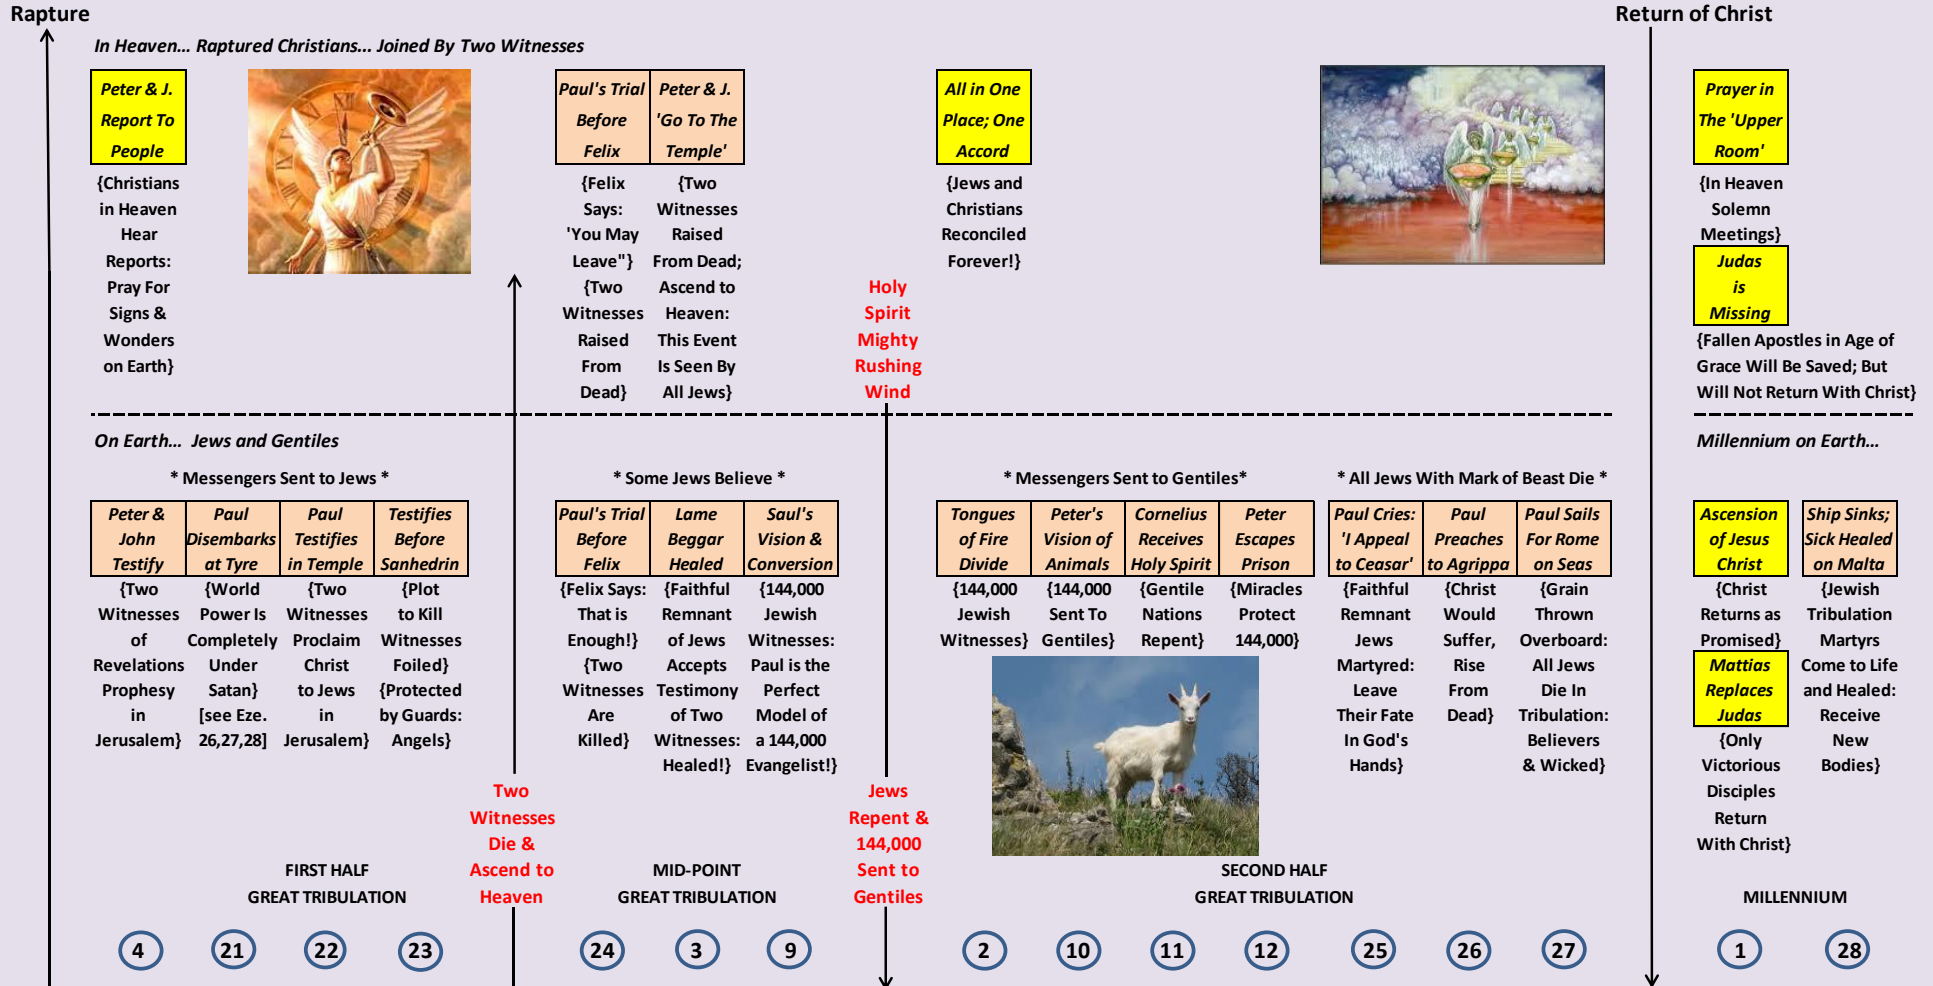 Rapture
Return of Christ
In Heaven... Raptured Christians... Joined By Two Witnesses
Peter & J.
Report To
People
{Christians
in Heaven
Hear
Reports:
Pray For
Signs &
Wonders
on Earth}
Paul's Trial
Before
Felix
{Felix
Says:
'You May
Leave"}
{Two
Witnesses
Raised
From
Dead}
Peter & J.
'Go To The
Temple'
{Two
Witnesses
Raised
From Dead;
Ascend to
Heaven:
This Event
Is Seen By
All Jews}
Holy
Spirit
Mighty
Rushing
Wind
All in One
Place; One
Accord
{Jews and
Christians
Reconciled
Forever!}
Prayer in
The 'Upper
Room'
{In Heaven
Solemn
Meetings}
Judas
is
Missing
{Fallen Apostles in Age of
Grace Will Be Saved; But
Will Not Return With Christ}
On Earth... Jews and Gentiles
Millennium on Earth...
* Messengers Sent to Jews *
* Some Jews Believe *
* Messengers Sent to Gentiles*
* All Jews With Mark of Beast Die *
Peter &
John
Testify
{Two
Witnesses
of
Revelations
Prophesy
in
Jerusalem}
Paul
Disembarks
at Tyre
{World
Power Is
Completely
Under
Satan}
[see Eze.
26,27,28]
Paul
Testifies
in Temple
{Two
Witnesses
Proclaim
Christ
to Jews
in
Jerusalem}
Testifies
Before
Sanhedrin
{Plot
to Kill
Witnesses
Foiled}
{Protected
by Guards:
Angels}
Two
Witnesses
Die &
Ascend to
Heaven
Paul's Trial
Before
Felix
{Felix Says:
That is
Enough!}
{Two
Witnesses
Are
Killed}
Lame
Beggar
Healed
{Faithful
Remnant
of Jews
Accepts
Testimony
of Two
Witnesses:
Healed!}
Saul's
Vision &
Conversion
{144,000
Jewish
Witnesses:
Paul is the
Perfect
Model of
a 144,000
Evangelist!}
Jews
Repent &
144,000
Sent to
Gentiles
Tongues
of Fire
Divide
{144,000
Jewish
Witnesses}
Peter's
Vision of
Animals
{144,000
Sent To
Gentiles}
Cornelius
Receives
Holy Spirit
{Gentile
Nations
Repent}
Peter
Escapes
Prison
{Miracles
Protect
144,000}
Paul Cries:
'I Appeal
to Ceasar'
{Faithful
Remnant
Jews
Martyred:
Leave
Their Fate
In God's
Hands}
Paul
Preaches
to Agrippa
{Christ
Would
Suffer,
Rise
From
Dead}
Paul Sails
For Rome
on Seas
{Grain
Thrown
Overboard:
All Jews
Die In
Tribulation:
Believers
& Wicked}
Ascension
of Jesus
Christ
{Christ
Returns as
Promised}
Mattias
Replaces
Judas
{Only
Victorious
Disciples
Return
With Christ}
Ship Sinks;
Sick Healed
on Malta
{Jewish
Tribulation
Martyrs
Come to Life
and Healed:
Receive
New
Bodies}
FIRST HALF
GREAT TRIBULATION
MID-POINT
GREAT TRIBULATION
SECOND HALF
GREAT TRIBULATION
MILLENNIUM
4
21
22
23
24
3
9
2
10
11
12
25
26
27
1
28